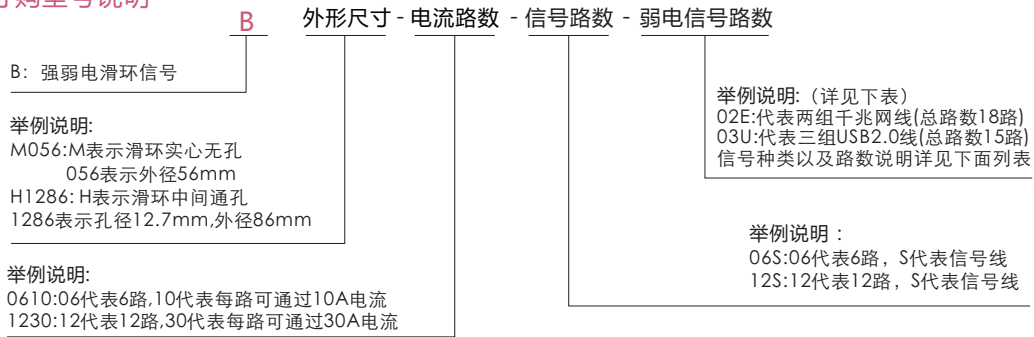 购型号说明
B 外形尺寸 - 电流路数 - 信号路数 - 弱电信号路数
B: 强弱电滑环信号
举例说明:
M056:M表示滑环实心无孔
056表示外径56mm
H1286: H表示滑环中间通孔
1286表示孔径12.7mm,外径86mm
举例说明:
0610:06代表6路,10代表每路可通过10A电流
1230:12代表12路,30代表每路可通过30A电流
举例说明:（详见下表）
02E:代表两组千兆网线(总路数18路)
03U:代表三组USB2.0线(总路数15路)
信号种类以及路数说明详见下面列表
举例说明：
06S:06代表6路，S代表信号线
12S:12代表12路，S代表信号线